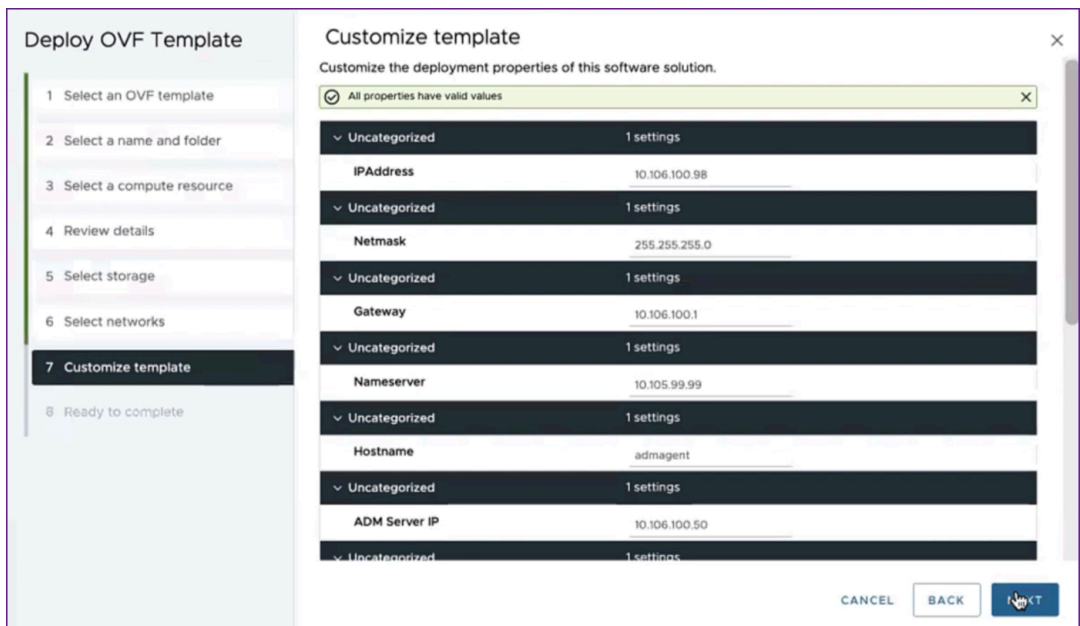 Deploy OVF Template
1 Select an OVF template
2 Select a name and folder
3 Select a compute resource
4 Review details
5 Select storage
6 Select networks
7 Customize template
8 Ready to complete
Customize template
Customize the deployment properties of this software solution.
All properties have valid values
Uncategorized 1 settings
IPAddress 10.106.100.98
Uncategorized 1 settings
Netmask 255.255.255.0
Uncategorized 1 settings
Gateway 10.106.100.1
Uncategorized 1 settings
Nameserver 10.105.99.99
Uncategorized 1 settings
Hostname admagent
Uncategorized 1 settings
ADM Server IP 10.106.100.50
Uncategorized 1 settings
CANCEL BACK NEXT